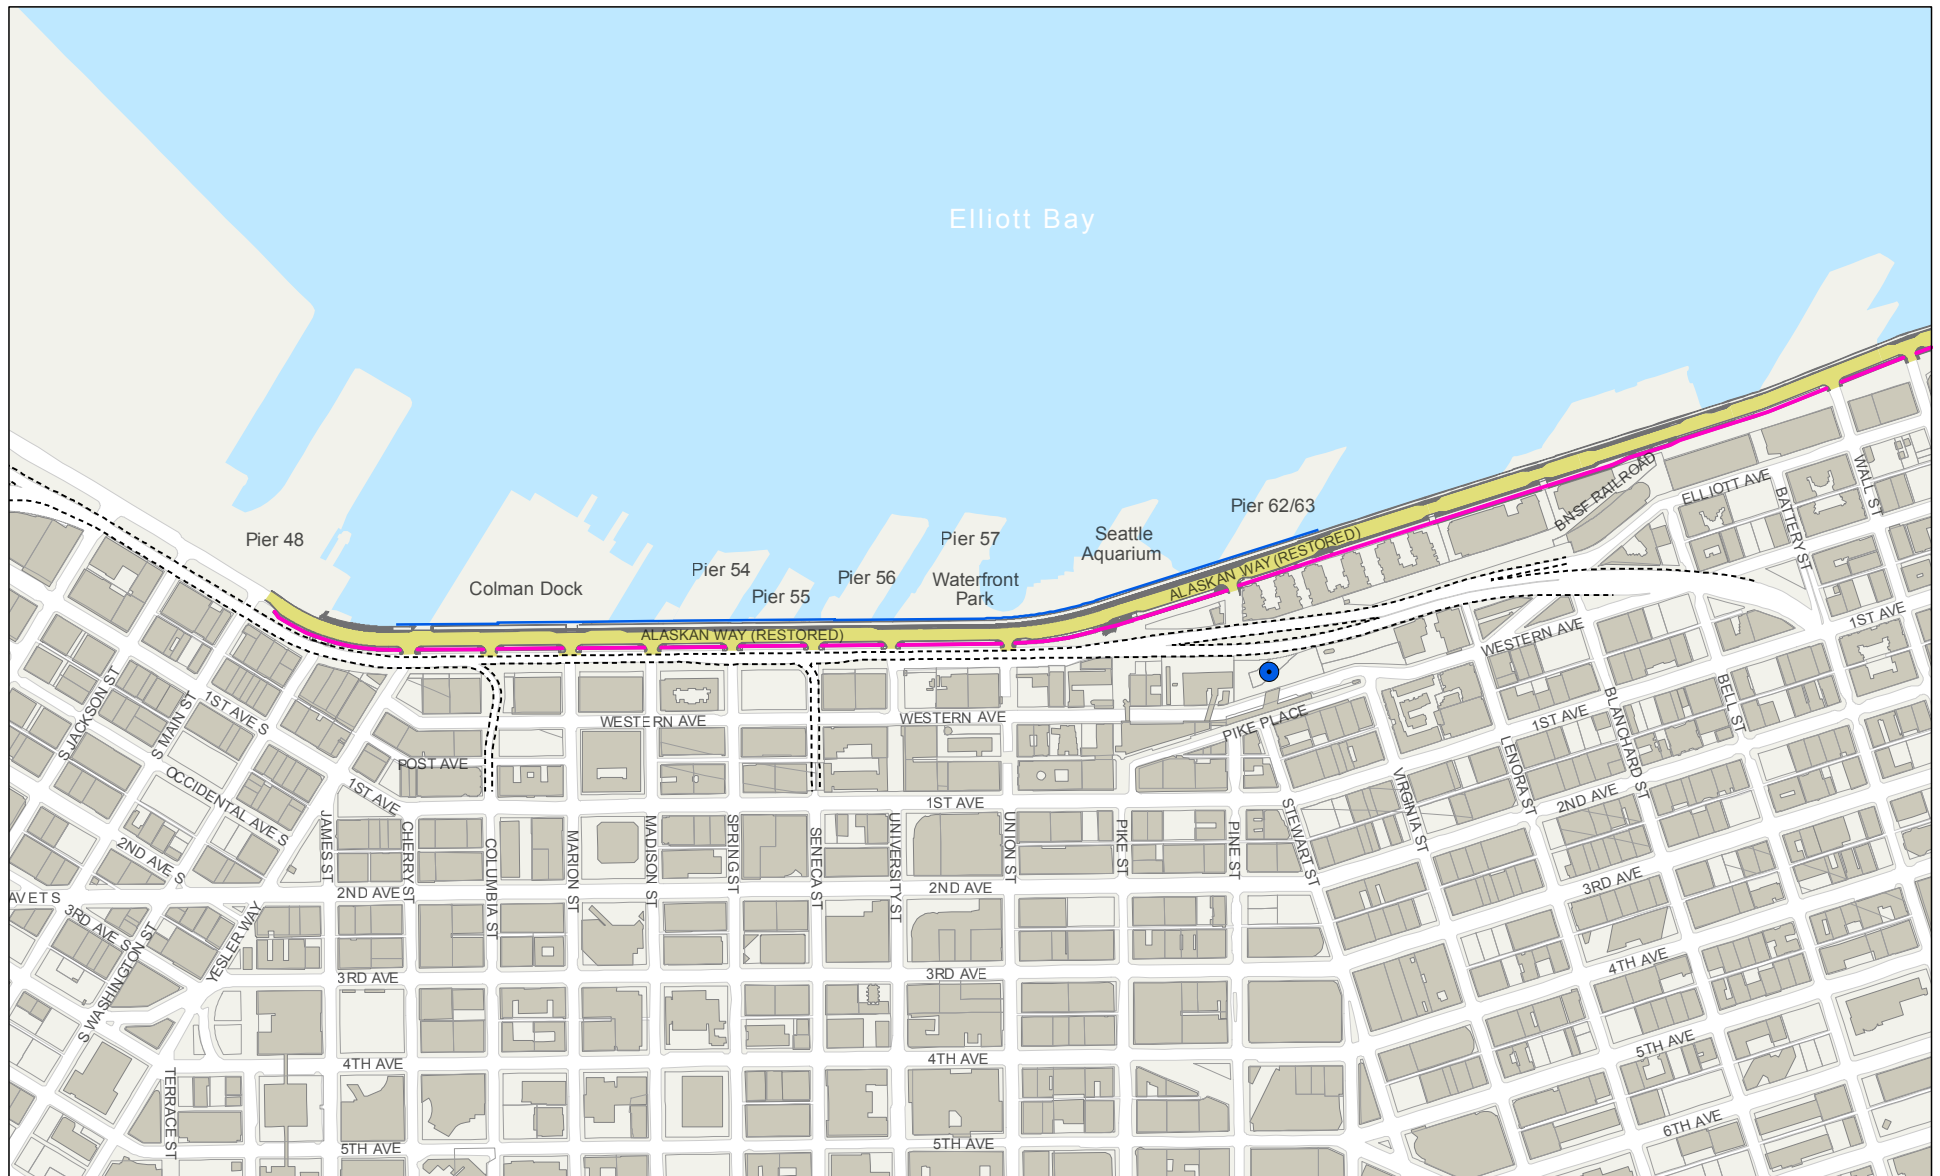 Elliott Bay
Pier 48
Colman Dock
Pier 54
Pier 55
Pier 56
Pier 57
Waterfront
Park
Seattle
Aquarium
Pier 62/63
ALASKAN WAY (RESTORED)
ALASKAN WAY (RESTORED)
BNSF RAILROAD
ELLIOTT AVE
BATTERY ST
WALL ST
1ST AVE
WESTERN AVE
WESTERN AVE
WESTERN AVE
PIKE PLACE
POST AVE
S JACKSON ST
S MAIN ST
1ST AVE S
OCCIDENTAL AVE S
2ND AVE S
AVE T S
3RD AVE S
S WASHINGTON ST
YESLER WAY
TERRACE ST
JAMES ST
CHERRY ST
COLUMBIA ST
MARION ST
MADISON ST
SPRING ST
SENECA ST
UNIVERSITY ST
UNION ST
PIKE ST
PINE ST
STEWART ST
VIRGINIA ST
LENORA ST
BLANCHARD ST
BELL ST
1ST AVE
1ST AVE
1ST AVE
2ND AVE
2ND AVE
2ND AVE
3RD AVE
3RD AVE
3RD AVE
4TH AVE
4TH AVE
4TH AVE
5TH AVE
5TH AVE
5TH AVE
6TH AVE